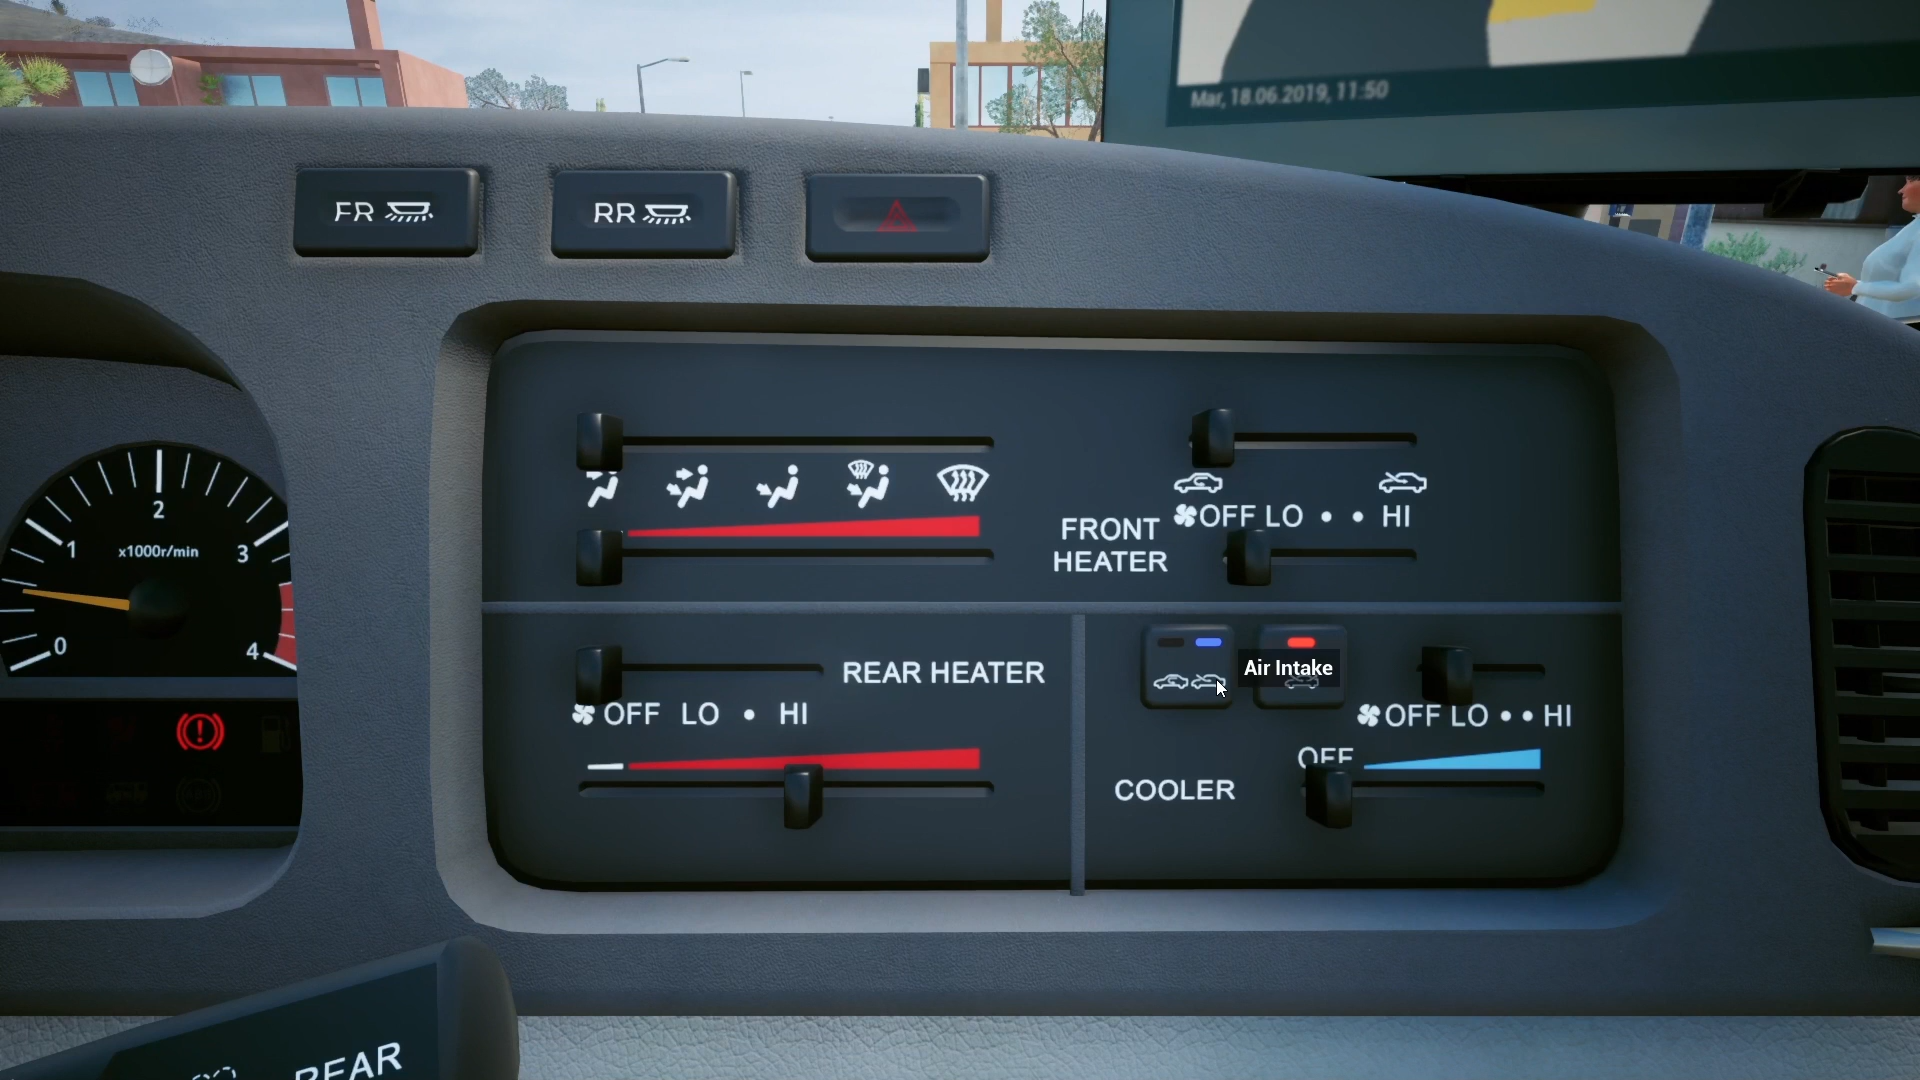 Mar, 18.06.2019, 11:50
FR
RR
OFF LO • • HI
FRONT
HEATER
0
1
2
3
4
x1000r/min
Air Intake
REAR HEATER
OFF LO • HI
OFF LO • • HI
OFF
COOLER
REAR